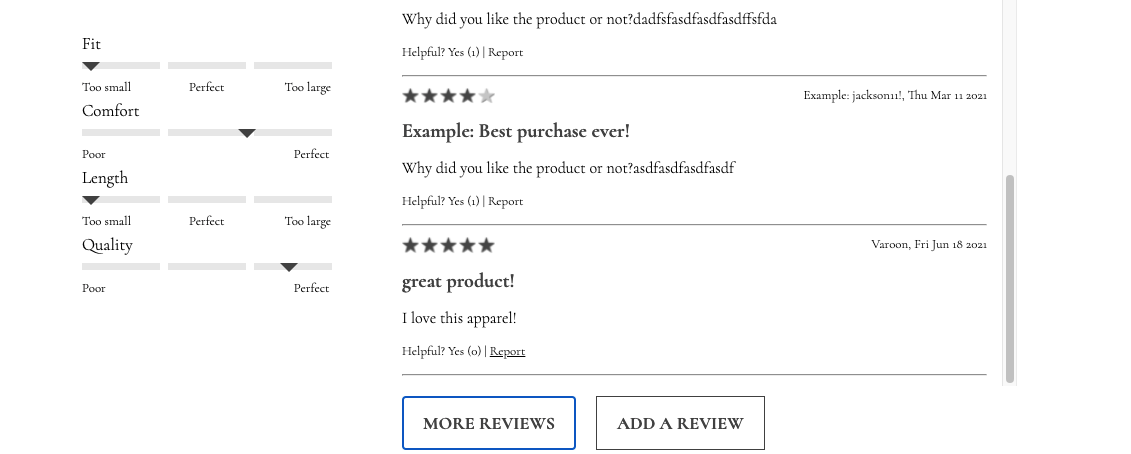 Fit
Too small Perfect Too large
Comfort
Poor Perfect
Length
Too small Perfect Too large
Quality
Poor Perfect
Why did you like the product or not?dadfsfasdfasdfasdffsfda
Helpful? Yes (1) | Report
Example: jackson11!, Thu Mar 11 2021
Example: Best purchase ever!
Why did you like the product or not?asdfasdfasdfasdf
Helpful? Yes (1) | Report
Varoon, Fri Jun 18 2021
great product!
I love this apparel!
Helpful? Yes (0) | Report
MORE REVIEWS ADD A REVIEW